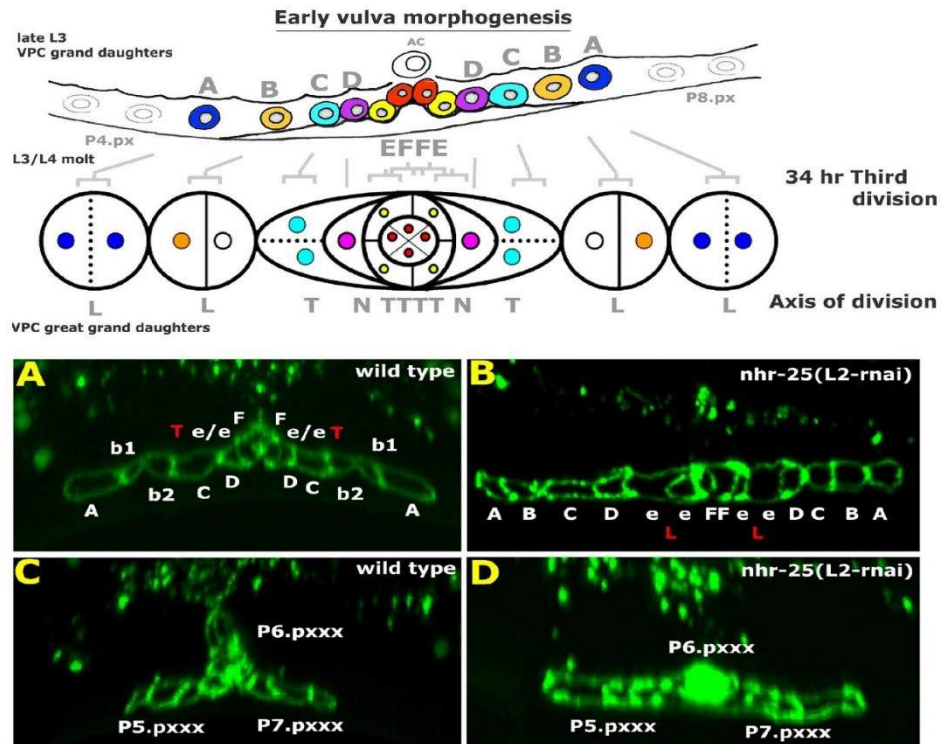 Early vulva morphogenesis
late L3
VPC grand daughters
AC
A B C D D C B A
P4.px
P8.px
EFFE
L3/L4 molt
34 hr Third
division
L L T N TTTT N T L L
Axis of division
VPC great grand daughters
A wild type
F F
T e/e e/e T
b1 b1
b2 C D D C b2
A A
B nhr-25(L2-rnai)
A B C D e e FF e e D C B A
L L
C wild type
P6.pxxx
P5.pxxx P7.pxxx
D nhr-25(L2-rnai)
P6.pxxx
P5.pxxx P7.pxxx